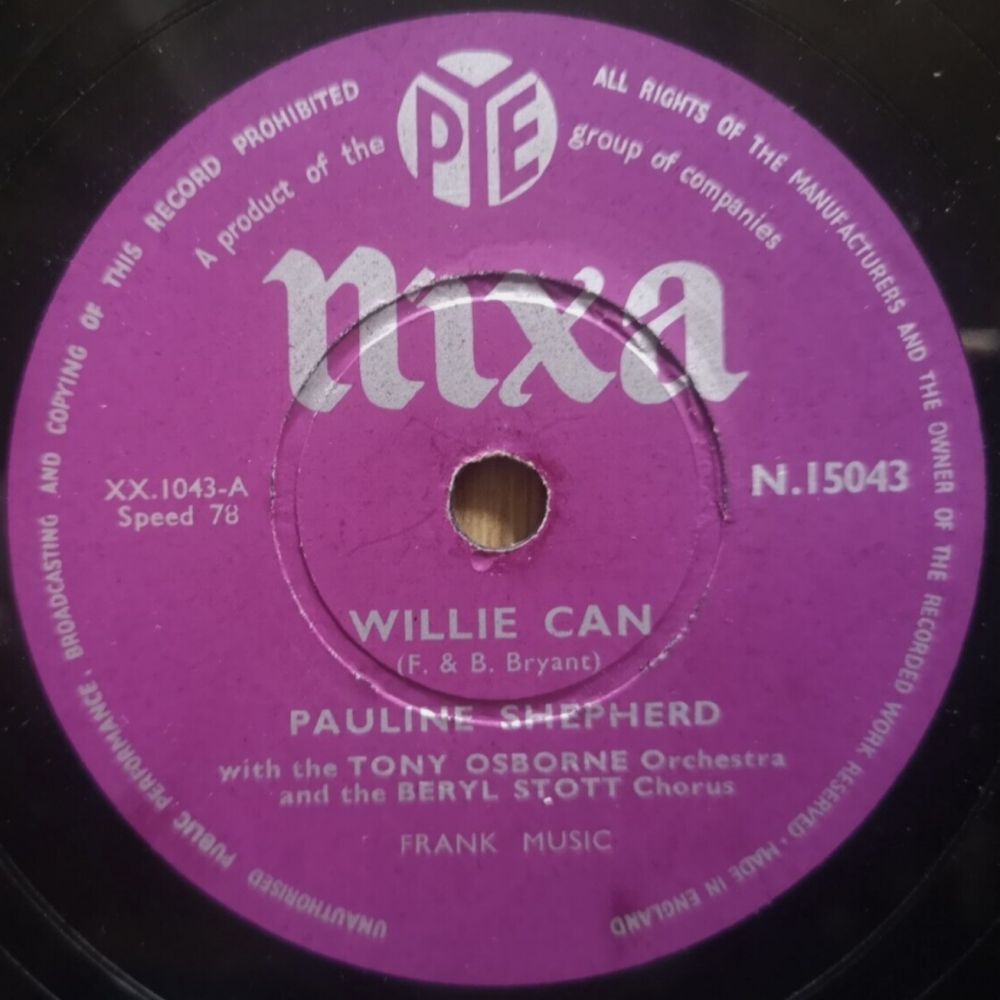 UNAUTHORISED PUBLIC PERFORMANCE, BROADCASTING AND COPYING OF THIS RECORD PROHIBITED
ALL RIGHTS OF THE MANUFACTURERS AND THE OWNER OF THE RECORDED WORK RESERVED · MADE IN ENGLAND
A product of the PYE group of companies
nixa
XX.1043-A
Speed 78
N.15043
WILLIE CAN
(F. & B. Bryant)
PAULINE SHEPHERD
with the TONY OSBORNE Orchestra
and the BERYL STOTT Chorus
FRANK MUSIC